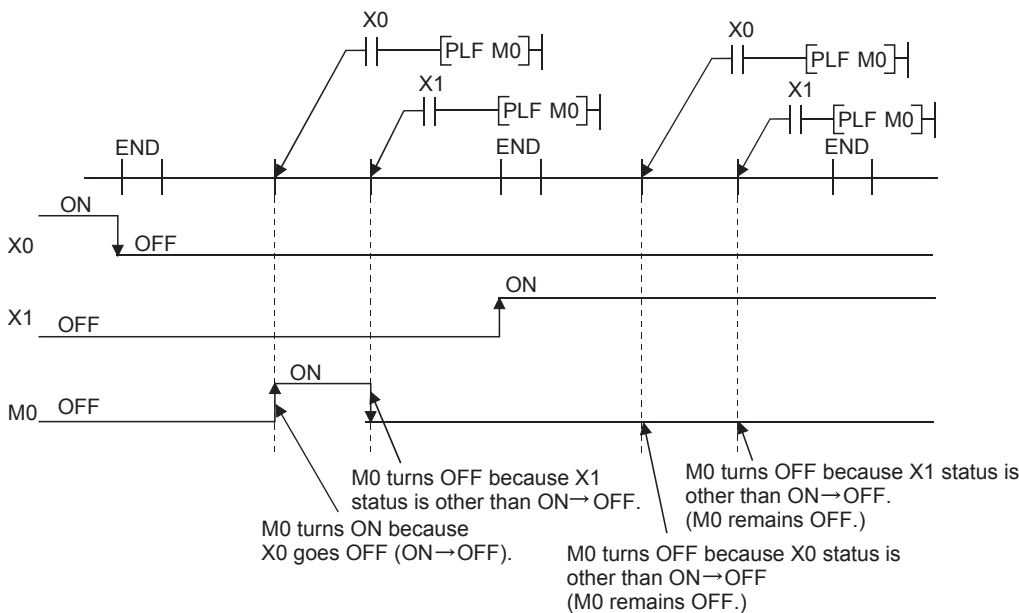 X0
[PLF M0]
X1
[PLF M0]
X0
[PLF M0]
X1
[PLF M0]
END
END
END
ON
X0
OFF
ON
X1
OFF
ON
M0
OFF
M0 turns OFF because X1
status is other than ON→OFF.
M0 turns ON because
X0 goes OFF (ON→OFF).
M0 turns OFF because X1 status is
other than ON→OFF.
(M0 remains OFF.)
M0 turns OFF because X0 status is
other than ON→OFF
(M0 remains OFF.)